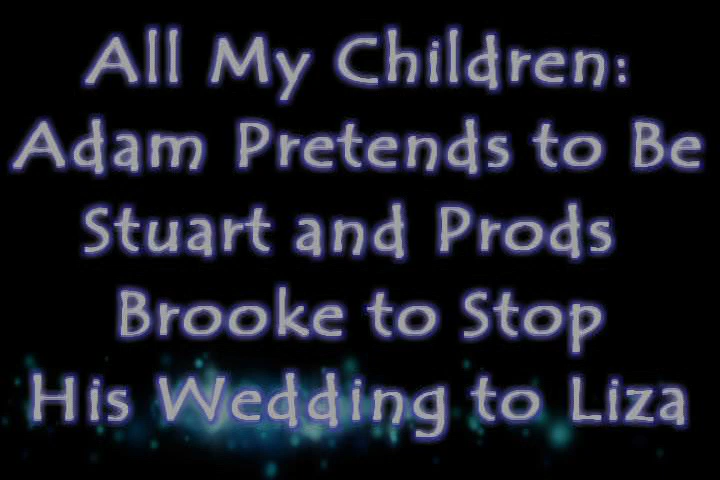 All My Children:
Adam Pretends to Be
Stuart and Prods
Brooke to Stop
His Wedding to Liza